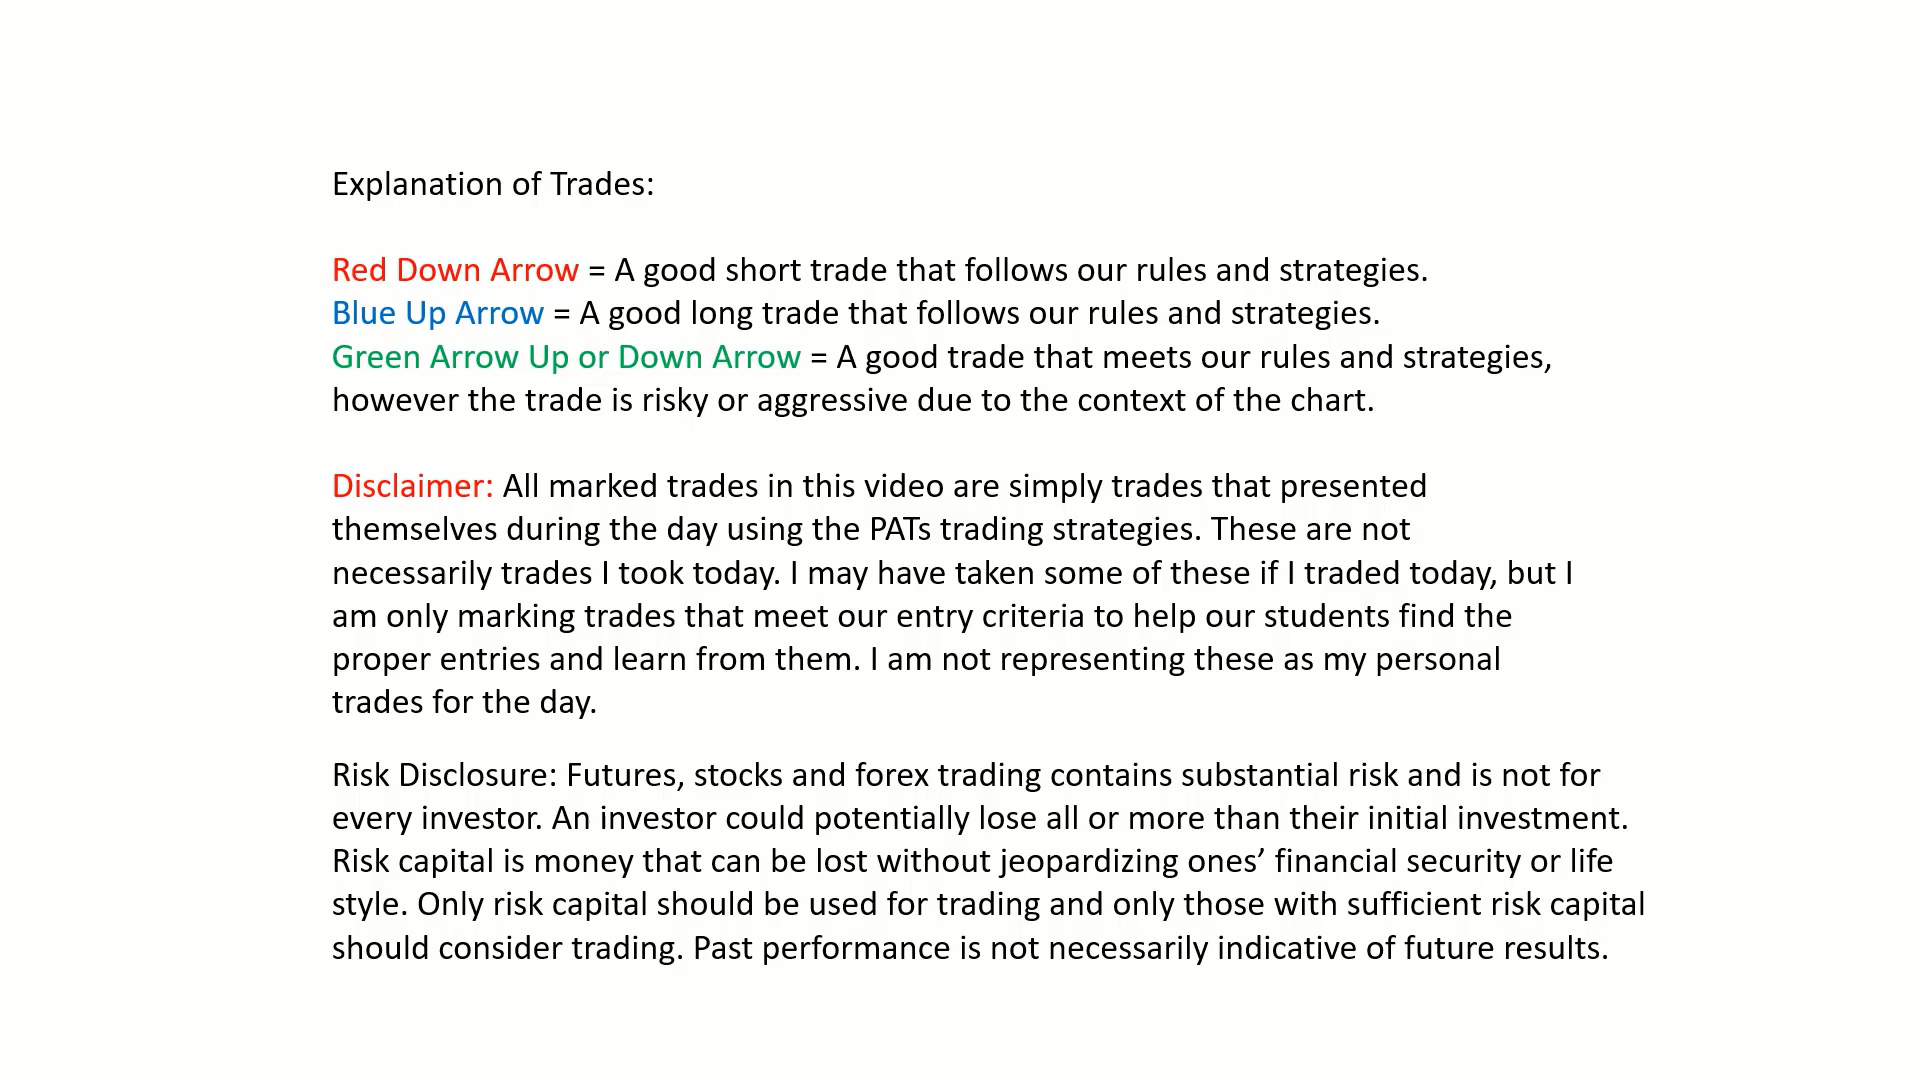 Explanation of Trades:
Red Down Arrow = A good short trade that follows our rules and strategies.
Blue Up Arrow = A good long trade that follows our rules and strategies.
Green Arrow Up or Down Arrow = A good trade that meets our rules and strategies,
however the trade is risky or aggressive due to the context of the chart.
Disclaimer: All marked trades in this video are simply trades that presented
themselves during the day using the PATs trading strategies. These are not
necessarily trades I took today. I may have taken some of these if I traded today, but I
am only marking trades that meet our entry criteria to help our students find the
proper entries and learn from them. I am not representing these as my personal
trades for the day.
Risk Disclosure: Futures, stocks and forex trading contains substantial risk and is not for
every investor. An investor could potentially lose all or more than their initial investment.
Risk capital is money that can be lost without jeopardizing ones’ financial security or life
style. Only risk capital should be used for trading and only those with sufficient risk capital
should consider trading. Past performance is not necessarily indicative of future results.